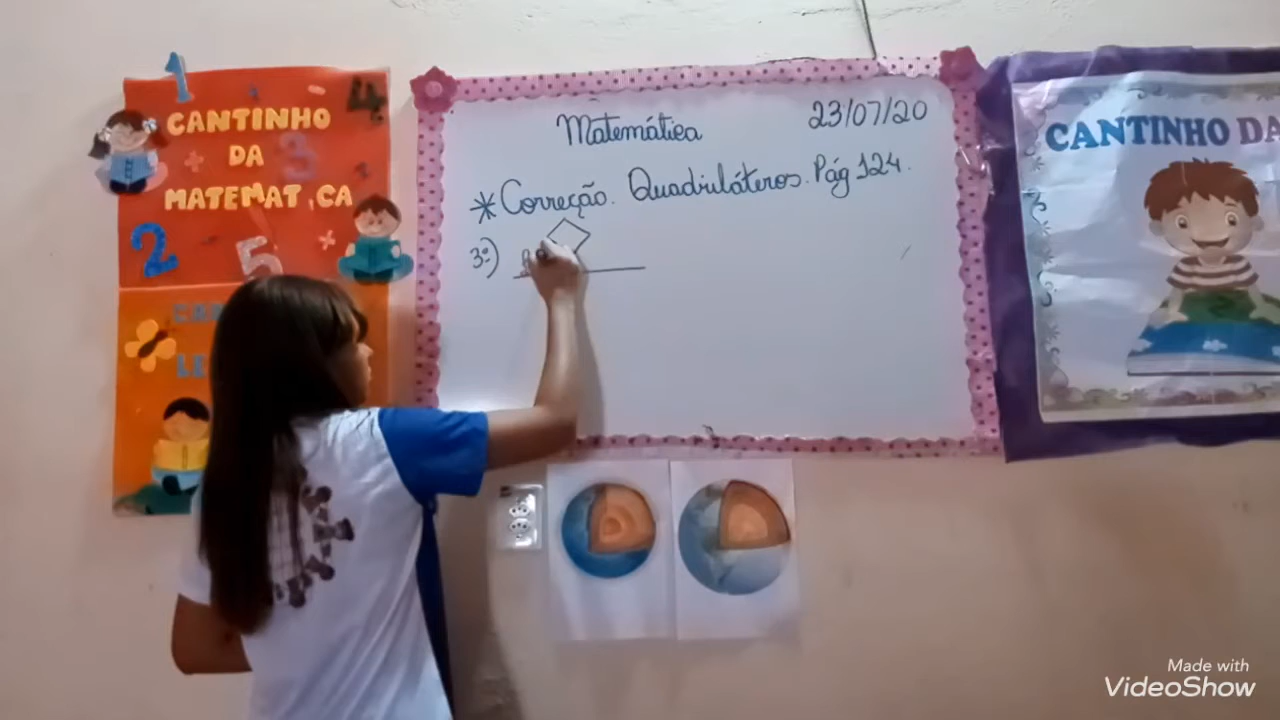 CANTINHO
DA
MATEMAT,CA
1
2
3
4
5
Matemática
23/07/20
*Correção. Quadriláteros. Pág 124.
3º)
CANTINHO DA
Made with
VideoShow